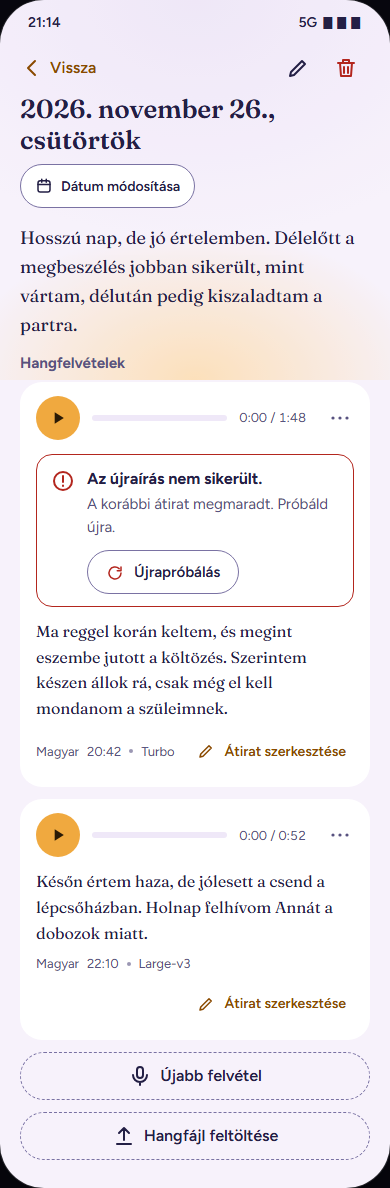 21:14 5G
Vissza
2026. november 26.,
csütörtök
Dátum módosítása
Hosszú nap, de jó értelemben. Délelőtt a
megbeszélés jobban sikerült, mint
vártam, délután pedig kiszaladtam a
partra.
Hangfelvételek
0:00 / 1:48
Az újraírás nem sikerült.
A korábbi átirat megmaradt. Próbáld
újra.
Újrapróbálás
Ma reggel korán keltem, és megint
eszembe jutott a költözés. Szerintem
készen állok rá, csak még el kell
mondanom a szüleimnek.
Magyar 20:42 • Turbo Átirat szerkesztése
0:00 / 0:52
Későn értem haza, de jólesett a csend a
lépcsőházban. Holnap felhívom Annát a
dobozok miatt.
Magyar 22:10 • Large-v3
Átirat szerkesztése
Újabb felvétel
Hangfájl feltöltése